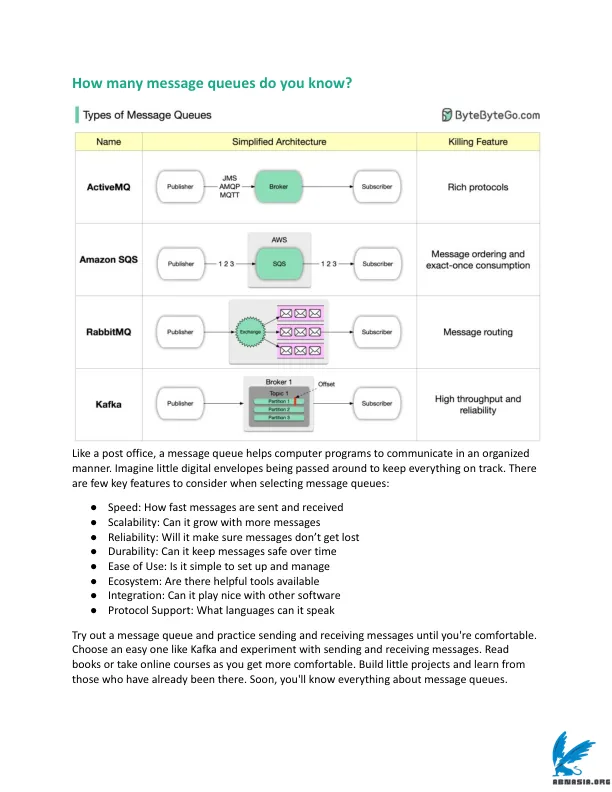 How many message queues do you know?
Types of Message Queues
ByteByteGo.com
Name
Simplified Architecture
Killing Feature
ActiveMQ
Publisher
JMS
AMQP
MQTT
Broker
Subscriber
Rich protocols
Amazon SQS
AWS
Publisher
1 2 3
SQS
1 2 3
Subscriber
Message ordering and
exact-once consumption
RabbitMQ
Publisher
Exchange
Subscriber
Message routing
Kafka
Publisher
Broker 1
Topic 1
Partition 1
Partition 2
Partition 3
Offset
Subscriber
High throughput and
reliability
Like a post office, a message queue helps computer programs to communicate in an organized
manner. Imagine little digital envelopes being passed around to keep everything on track. There
are few key features to consider when selecting message queues:
● Speed: How fast messages are sent and received
● Scalability: Can it grow with more messages
● Reliability: Will it make sure messages don’t get lost
● Durability: Can it keep messages safe over time
● Ease of Use: Is it simple to set up and manage
● Ecosystem: Are there helpful tools available
● Integration: Can it play nice with other software
● Protocol Support: What languages can it speak
Try out a message queue and practice sending and receiving messages until you're comfortable.
Choose an easy one like Kafka and experiment with sending and receiving messages. Read
books or take online courses as you get more comfortable. Build little projects and learn from
those who have already been there. Soon, you'll know everything about message queues.
ABNASIA.ORG